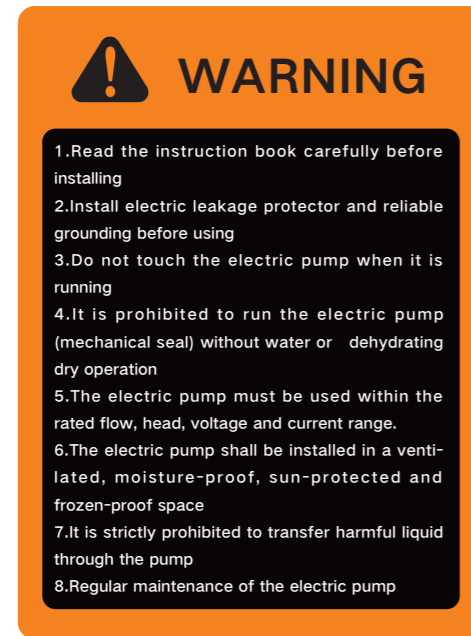 WARNING
1.Read the instruction book carefully before
installing
2.Install electric leakage protector and reliable
grounding before using
3.Do not touch the electric pump when it is
running
4.It is prohibited to run the electric pump
(mechanical seal) without water or dehydrating
dry operation
5.The electric pump must be used within the
rated flow, head, voltage and current range.
6.The electric pump shall be installed in a venti-
lated, moisture-proof, sun-protected and
frozen-proof space
7.It is strictly prohibited to transfer harmful liquid
through the pump
8.Regular maintenance of the electric pump